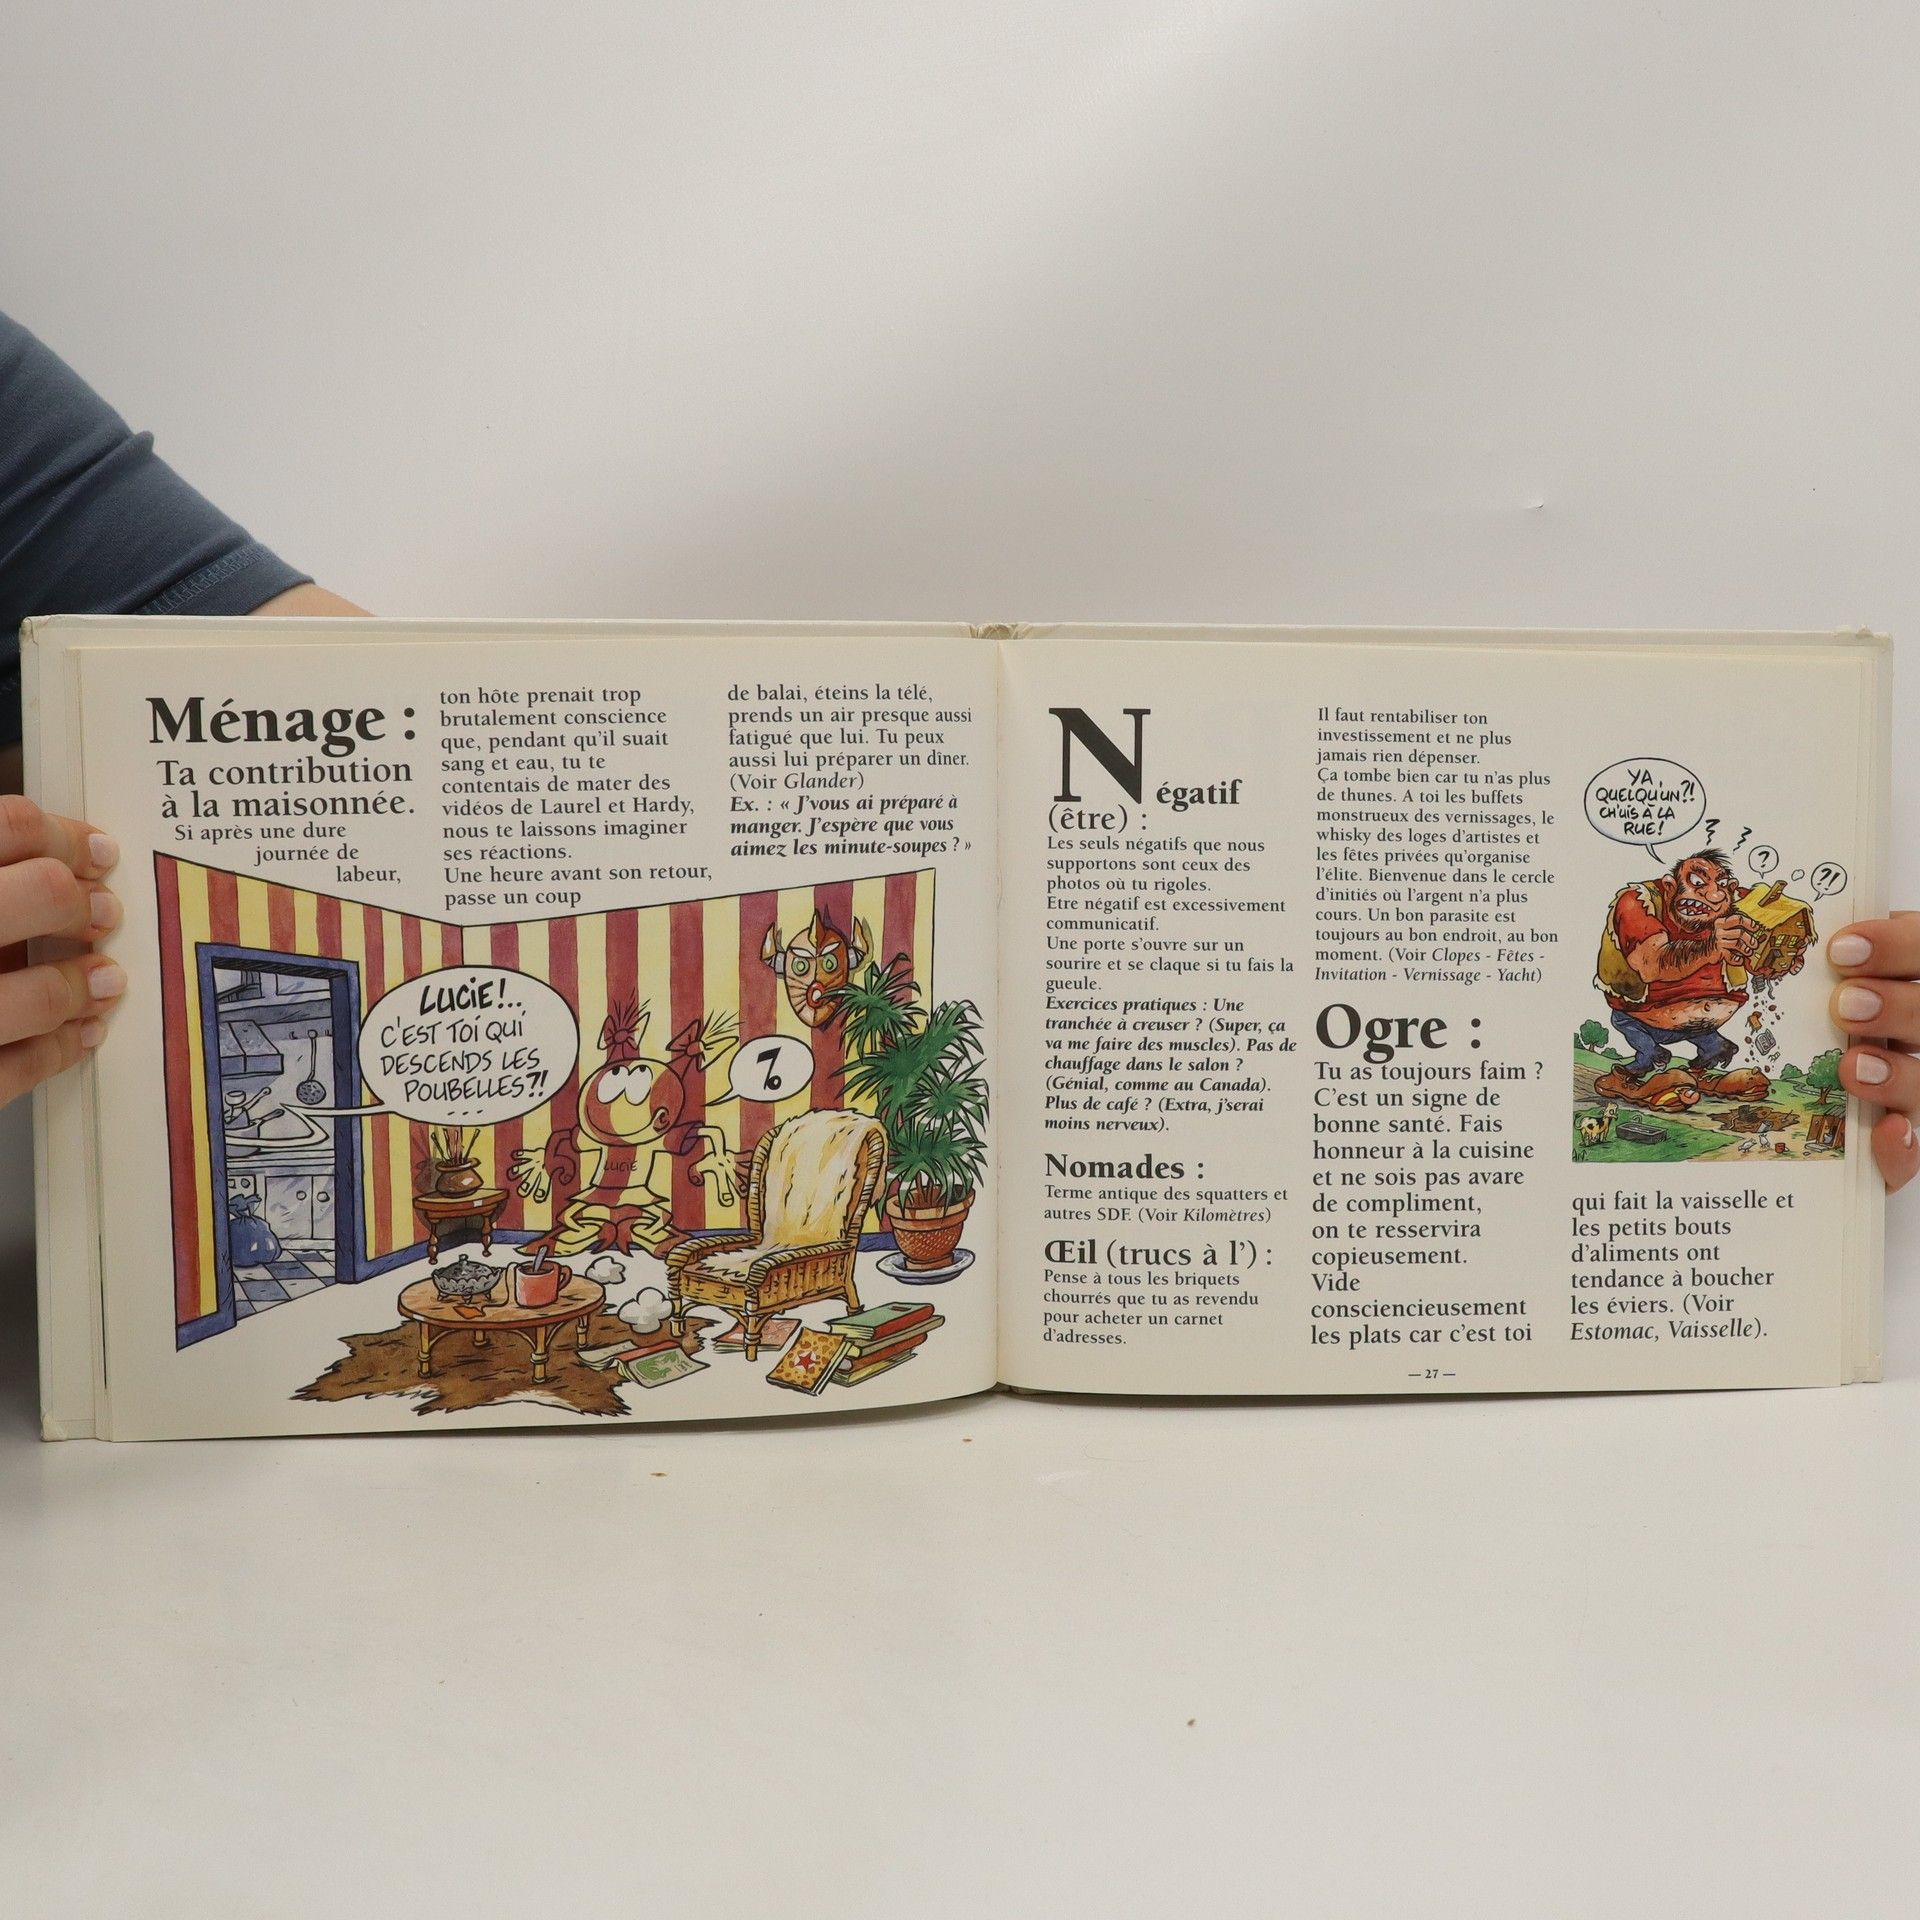 Ménage :
Ta contribution
à la maisonnée.
Si après une dure
journée de
labeur,
ton hôte prenait trop
brutalement conscience
que, pendant qu'il suait
sang et eau, tu te
contentais de mater des
vidéos de Laurel et Hardy,
nous te laissons imaginer
ses réactions.
Une heure avant son retour,
passe un coup
de balai, éteins la télé,
prends un air presque aussi
fatigué que lui. Tu peux
aussi lui préparer un dîner.
(Voir Glander)
Ex. : « J'vous ai préparé à
manger. J'espère que vous
aimez les minute-soupes ? »
LUCIE!..
C'EST TOI QUI
DESCENDS LES
POUBELLES?!
...
?
LUCIE
Négatif
(être) :
Les seuls négatifs que nous
supportons sont ceux des
photos où tu rigoles.
Etre négatif est excessivement
communicatif.
Une porte s'ouvre sur un
sourire et se claque si tu fais la
gueule.
Exercices pratiques : Une
tranchée à creuser ? (Super, ça
va me faire des muscles). Pas de
chauffage dans le salon ?
(Génial, comme au Canada).
Plus de café ? (Extra, j'serai
moins nerveux).
Nomades :
Terme antique des squatters et
autres SDF. (Voir Kilomètres)
Œil (trucs à l') :
Pense à tous les briquets
chourrés que tu as revendu
pour acheter un carnet
d'adresses.
Il faut rentabiliser ton
investissement et ne plus
jamais rien dépenser.
Ça tombe bien car tu n'as plus
de thunes. A toi les buffets
monstrueux des vernissages, le
whisky des loges d'artistes et
les fêtes privées qu'organise
l'élite. Bienvenue dans le cercle
d'initiés où l'argent n'a plus
cours. Un bon parasite est
toujours au bon endroit, au bon
moment. (Voir Clopes - Fêtes -
Invitation - Vernissage - Yacht)
Ogre :
Tu as toujours faim ?
C'est un signe de
bonne santé. Fais
honneur à la cuisine
et ne sois pas avare
de compliment,
on te resservira
copieusement.
Vide
consciencieusement
les plats car c'est toi
YA
QUELQU'UN?!
CH'UIS À LA
RUE!
?
?!
qui fait la vaisselle et
les petits bouts
d'aliments ont
tendance à boucher
les éviers. (Voir
Estomac, Vaisselle).
— 27 —